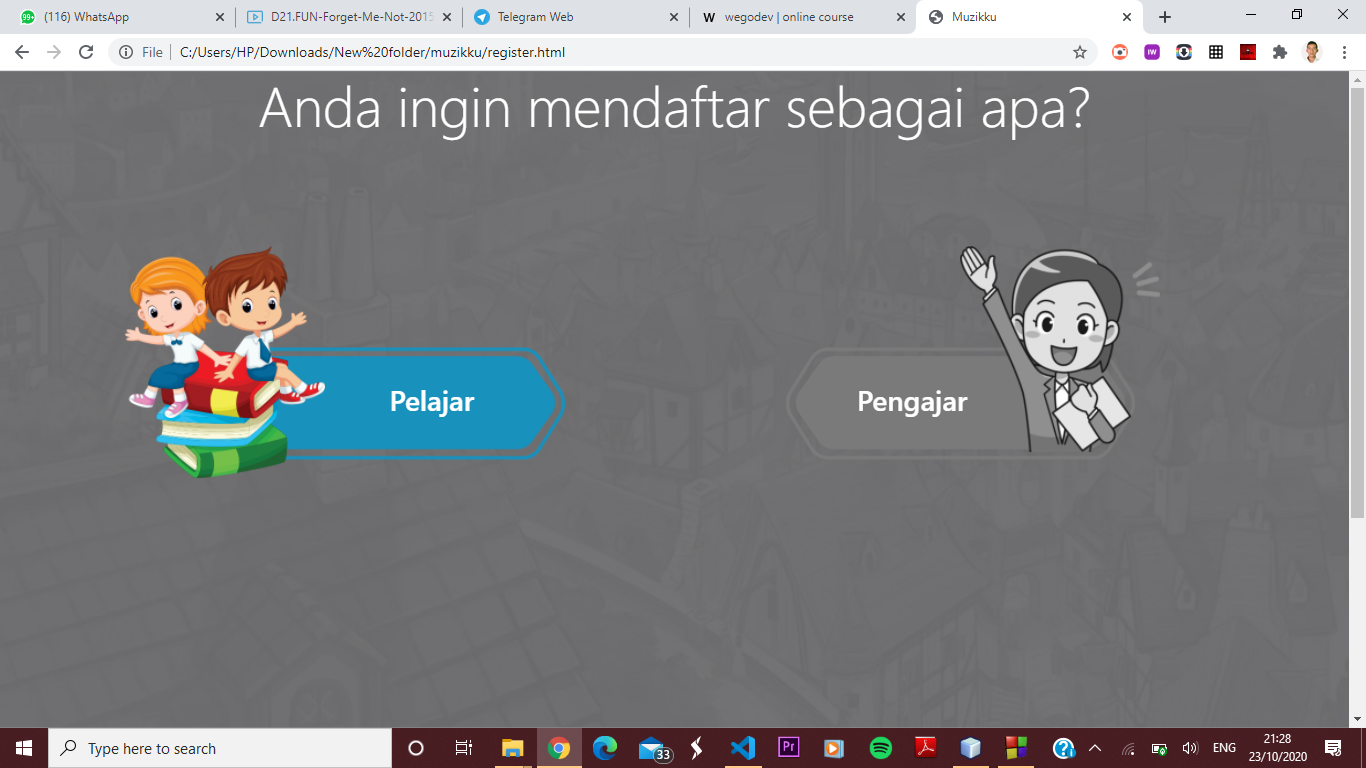 (116) WhatsApp
D21.FUN-Forget-Me-Not-2015
Telegram Web
W wegodev | online course
Muzikku
File C:/Users/HP/Downloads/New%20folder/muzikku/register.html
IW
Anda ingin mendaftar sebagai apa?
Pelajar
Pengajar
Type here to search
33
Pr
ENG
21:28
23/10/2020